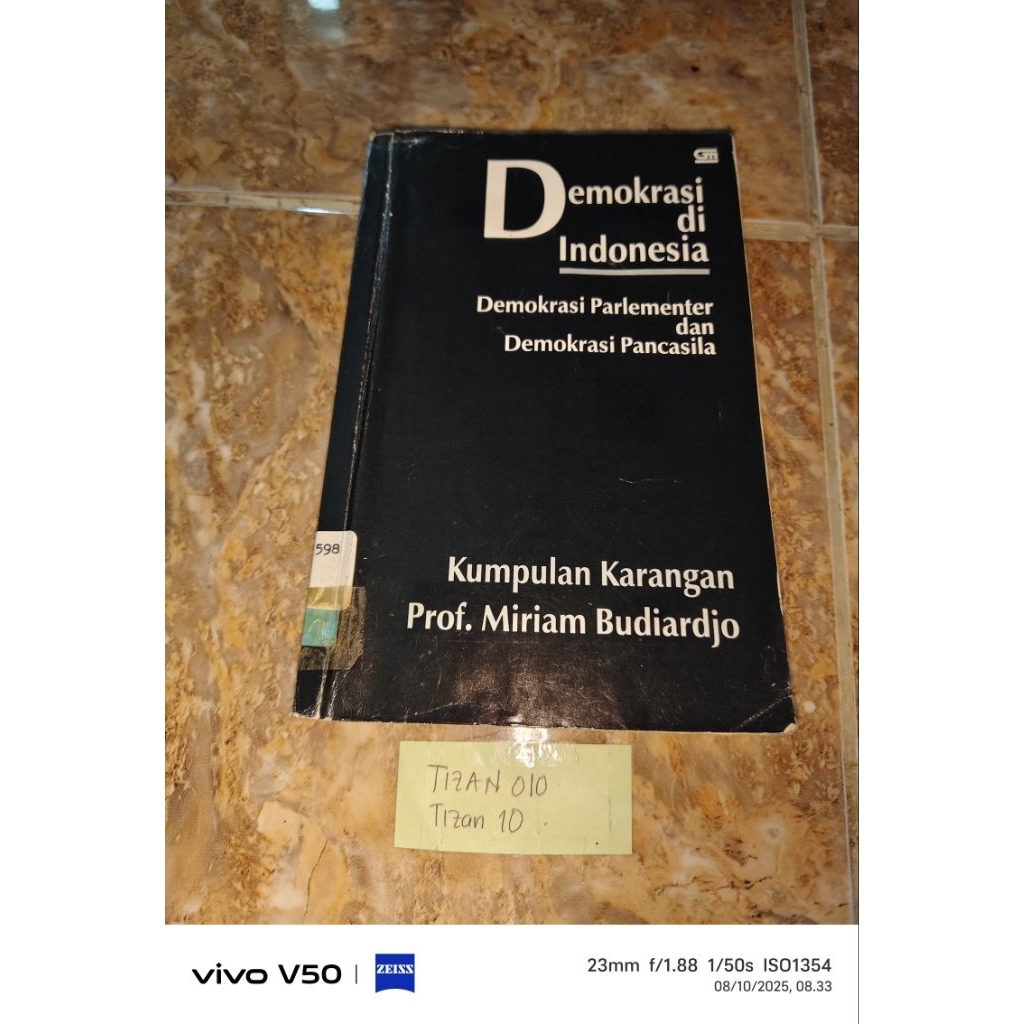 Demokrasi
di
Indonesia
Demokrasi Parlementer
dan
Demokrasi Pancasila
598
Kumpulan Karangan
Prof. Miriam Budiardjo
TIZAN 010
Tizan 10
vivo V50 | ZEISS
23mm f/1.88 1/50s ISO1354
08/10/2025, 08.33